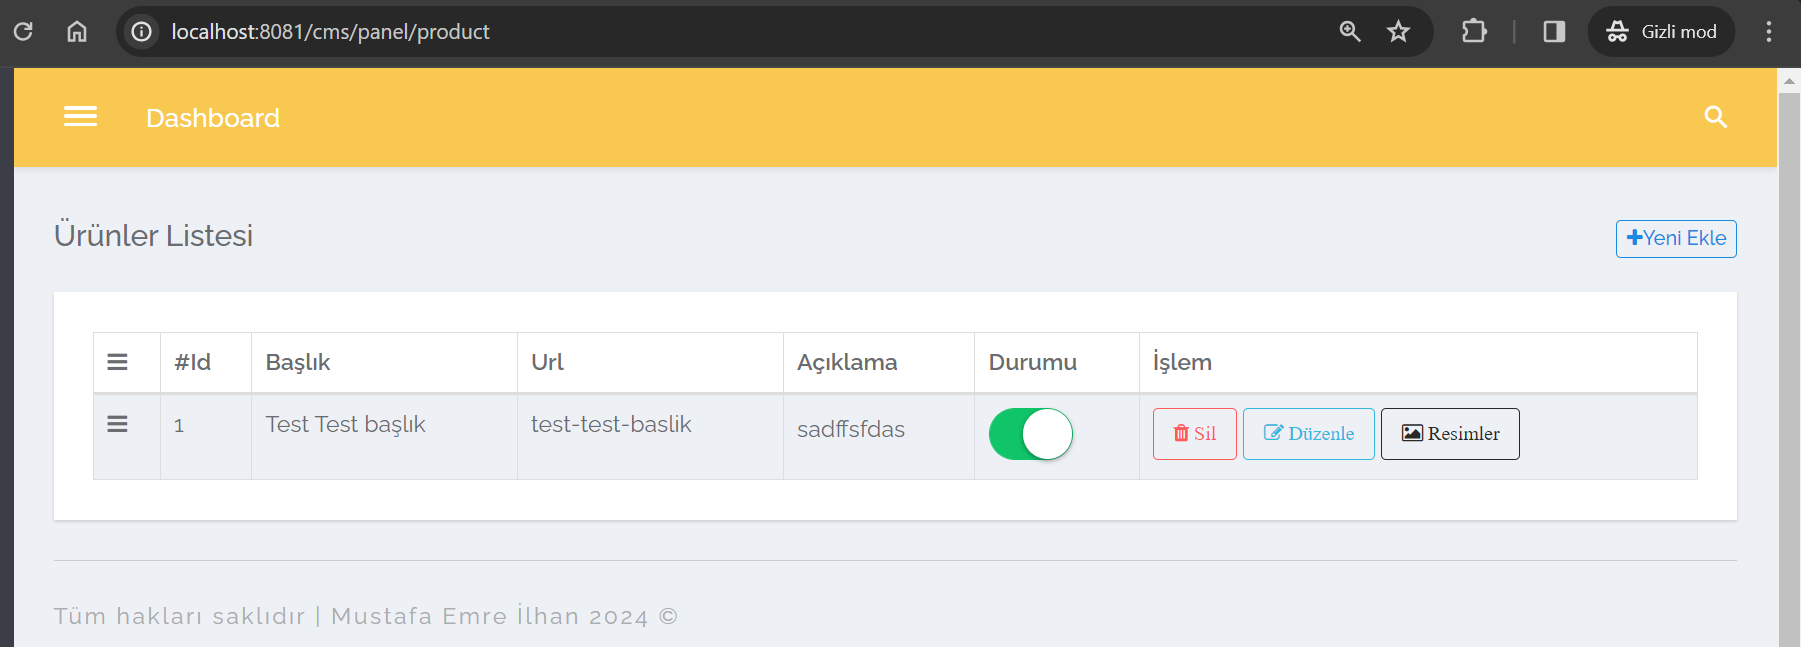 localhost:8081/cms/panel/product Gizli mod
Dashboard
Ürünler Listesi
Yeni Ekle
#Id Başlık Url Açıklama Durumu İşlem
1 Test Test başlık test-test-baslik sadffsfdas Sil Düzenle Resimler
Tüm hakları saklıdır | Mustafa Emre İlhan 2024 ©